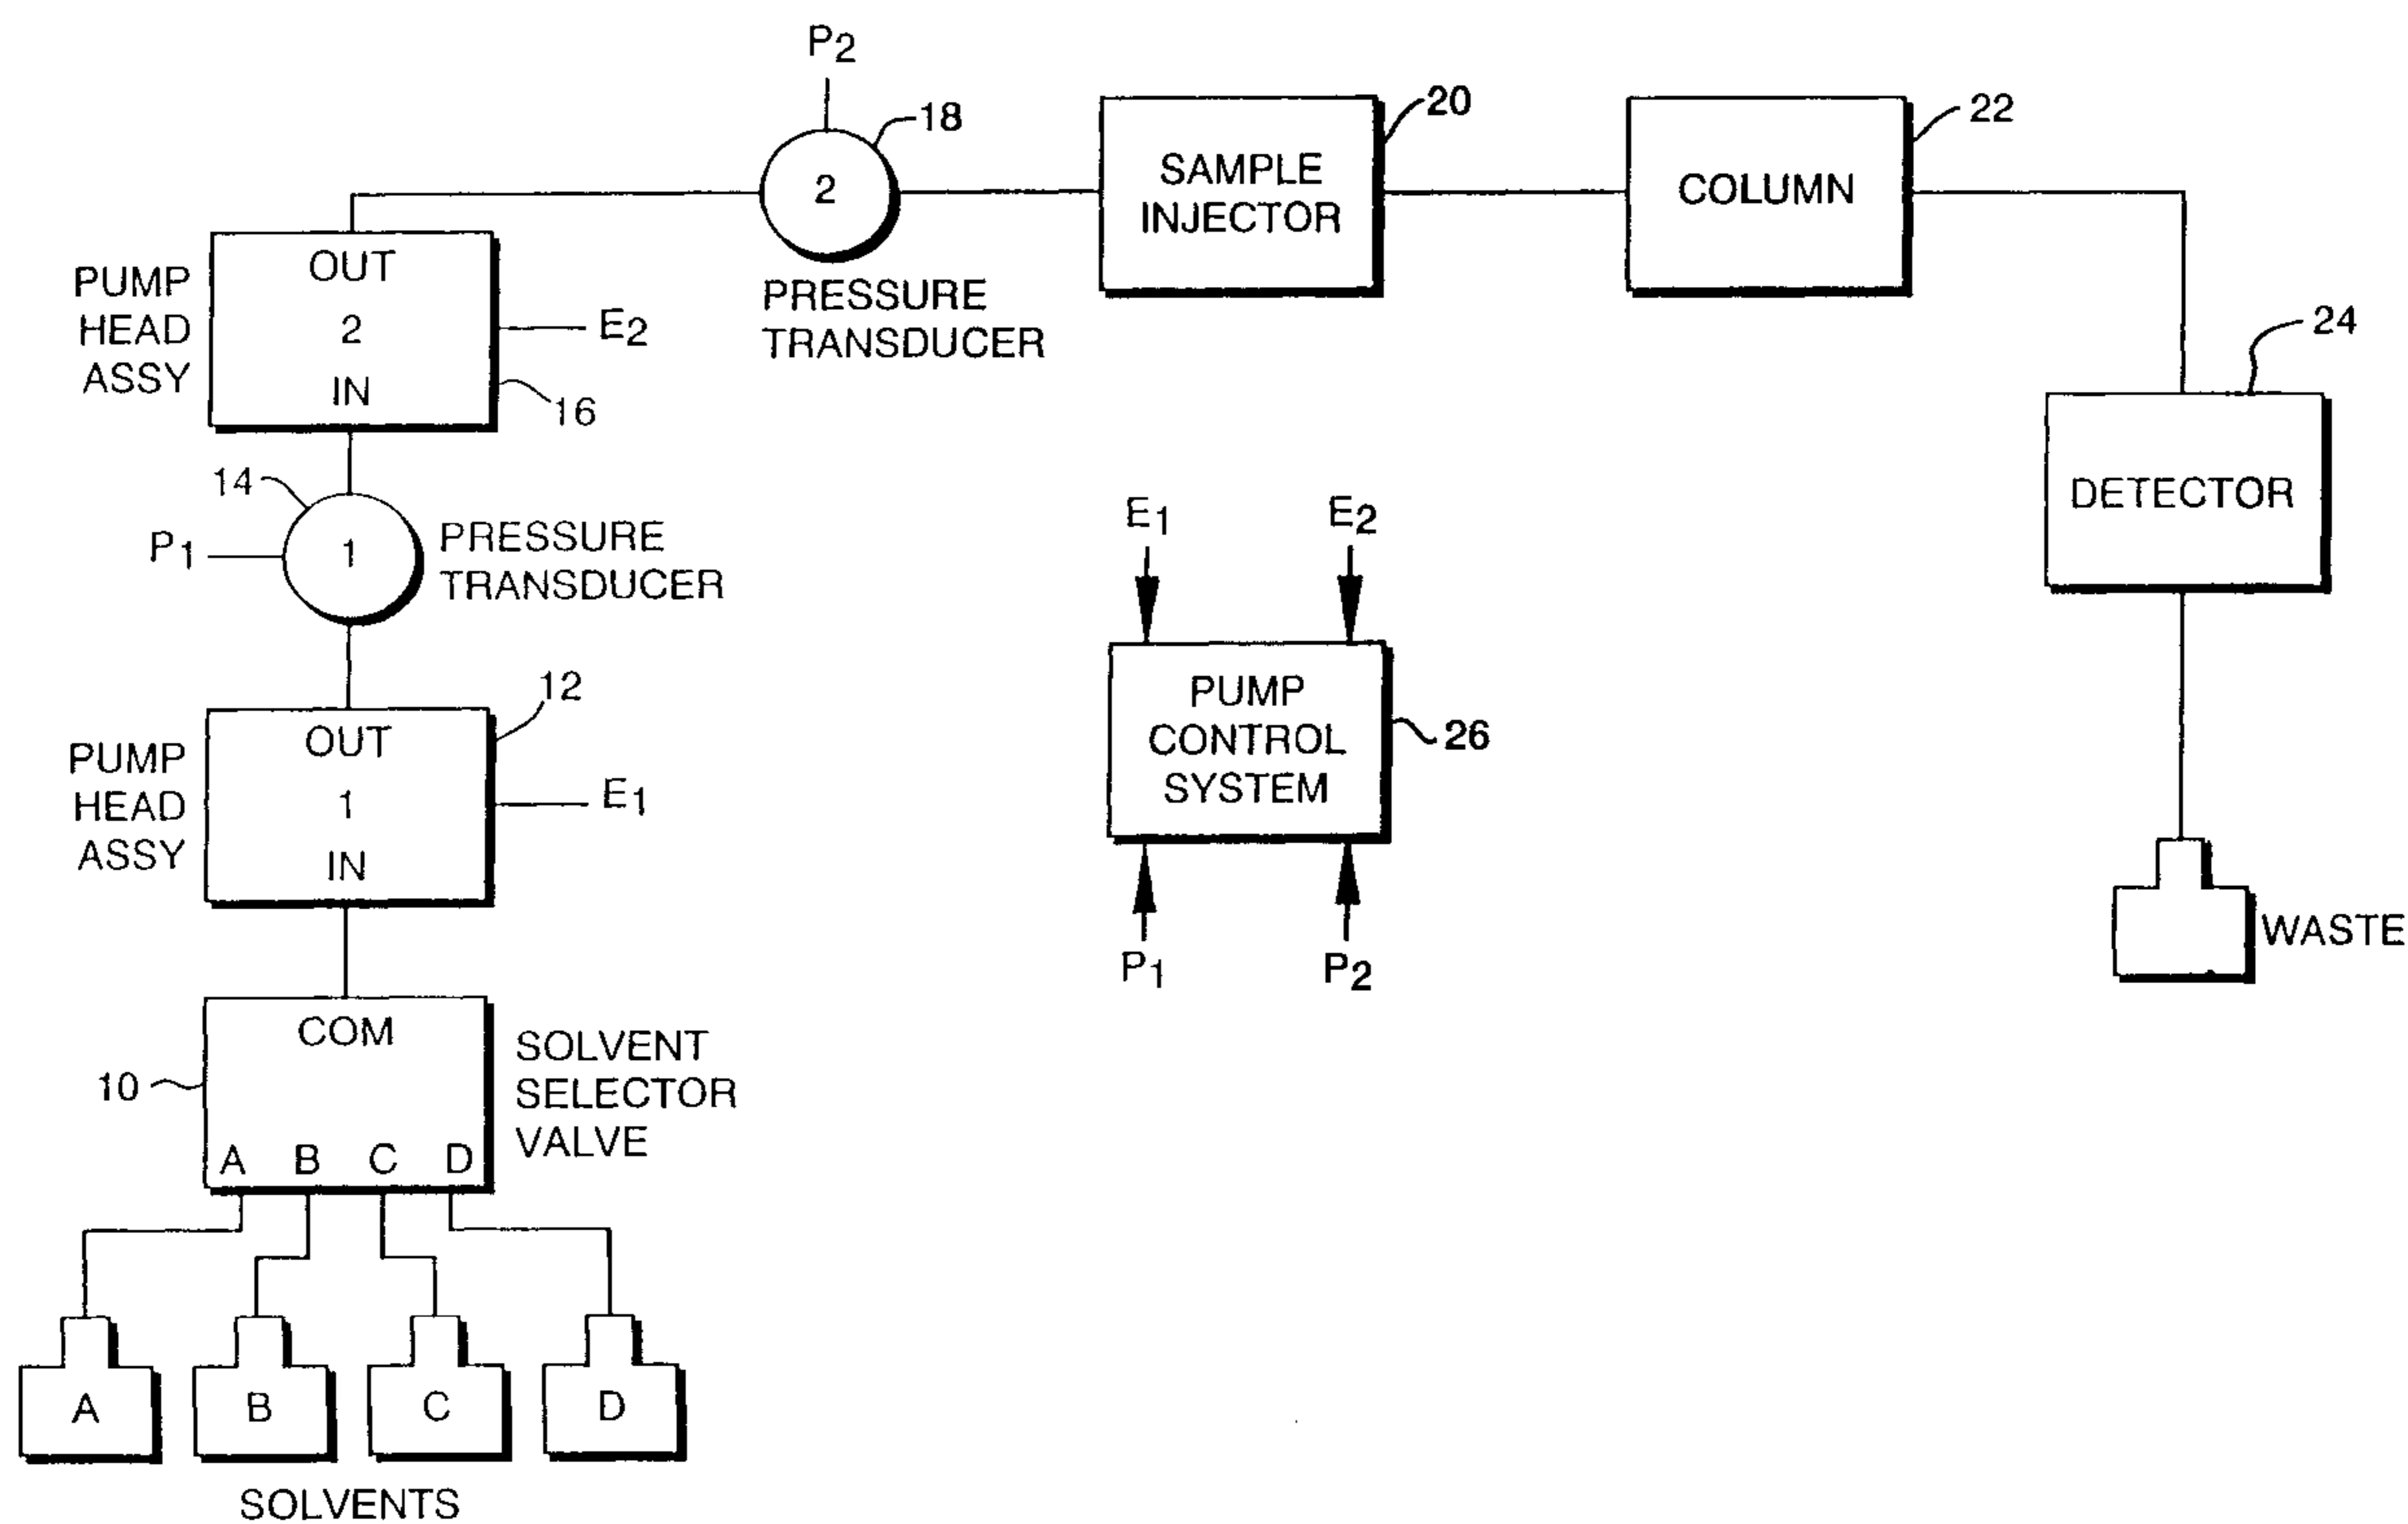 P2
18
2
PRESSURE
TRANSDUCER
20
SAMPLE
INJECTOR
22
COLUMN
24
DETECTOR
WASTE
PUMP
HEAD
ASSY
OUT
2
IN
E2
16
14
P1
1
PRESSURE
TRANSDUCER
12
PUMP
HEAD
ASSY
OUT
1
IN
E1
E1
E2
PUMP
CONTROL
SYSTEM
26
P1
P2
10
COM
A B C D
SOLVENT
SELECTOR
VALVE
A
B
C
D
SOLVENTS